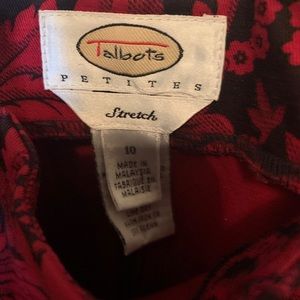 Talbots
PETITES
Stretch
10
MADE IN
MALAYSIA
FABRIQUÉ EN
MALAISIE